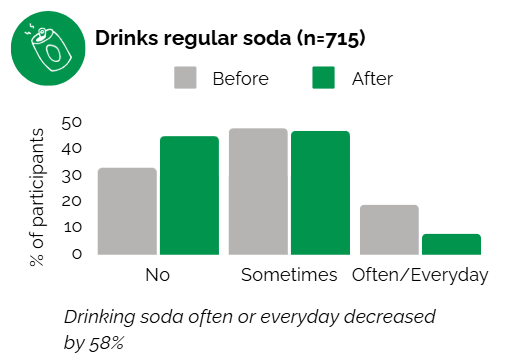 Drinks regular soda (n=715)
Before After
% of participants
50
40
30
20
10
0
No Sometimes Often/Everyday
Drinking soda often or everyday decreased
by 58%